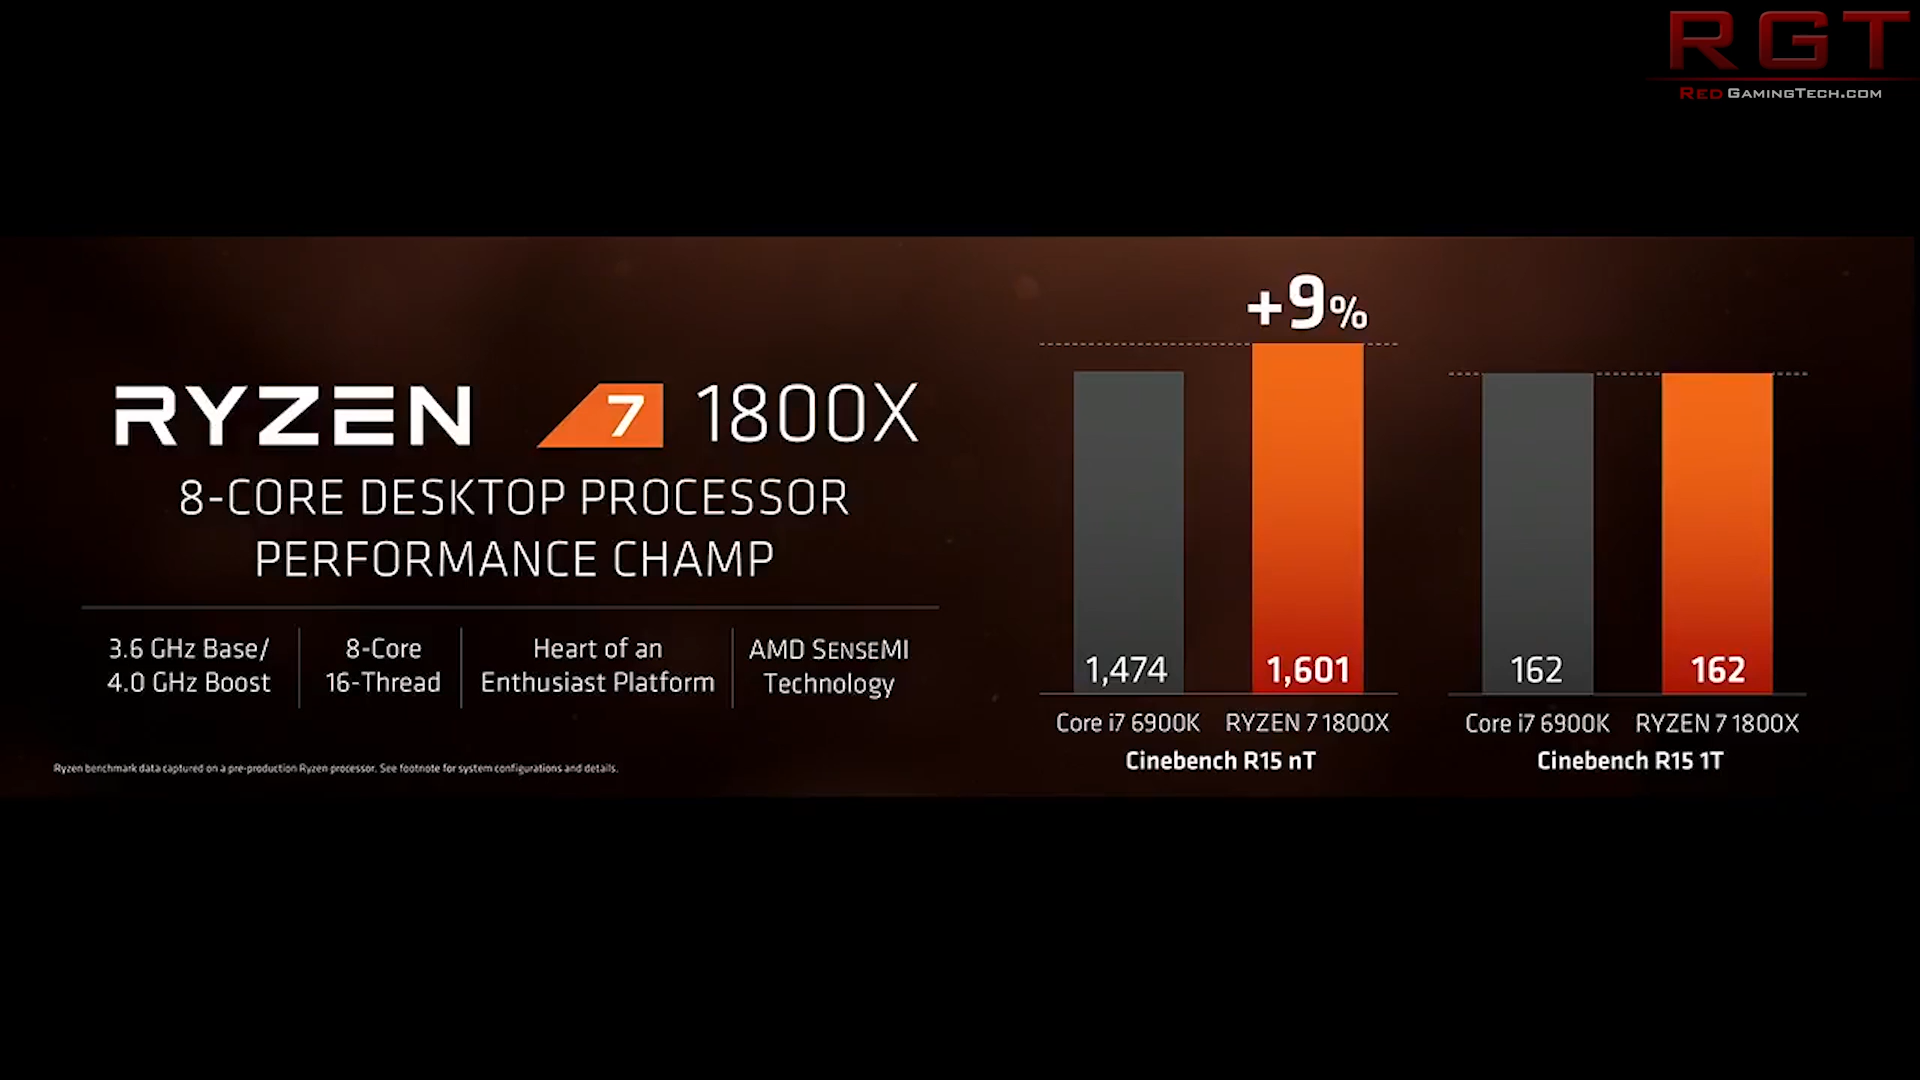 RGT
RED GAMINGTECH.COM
RYZEN 7 1800X
8-CORE DESKTOP PROCESSOR
PERFORMANCE CHAMP
3.6 GHz Base/
4.0 GHz Boost
8-Core
16-Thread
Heart of an
Enthusiast Platform
AMD SENSEMI
Technology
Ryzen benchmark data captured on a pre-production Ryzen processor. See footnote for system configurations and details.
+9%
1,474
1,601
Core i7 6900K
RYZEN 7 1800X
Cinebench R15 nT
162
162
Core i7 6900K
RYZEN 7 1800X
Cinebench R15 1T